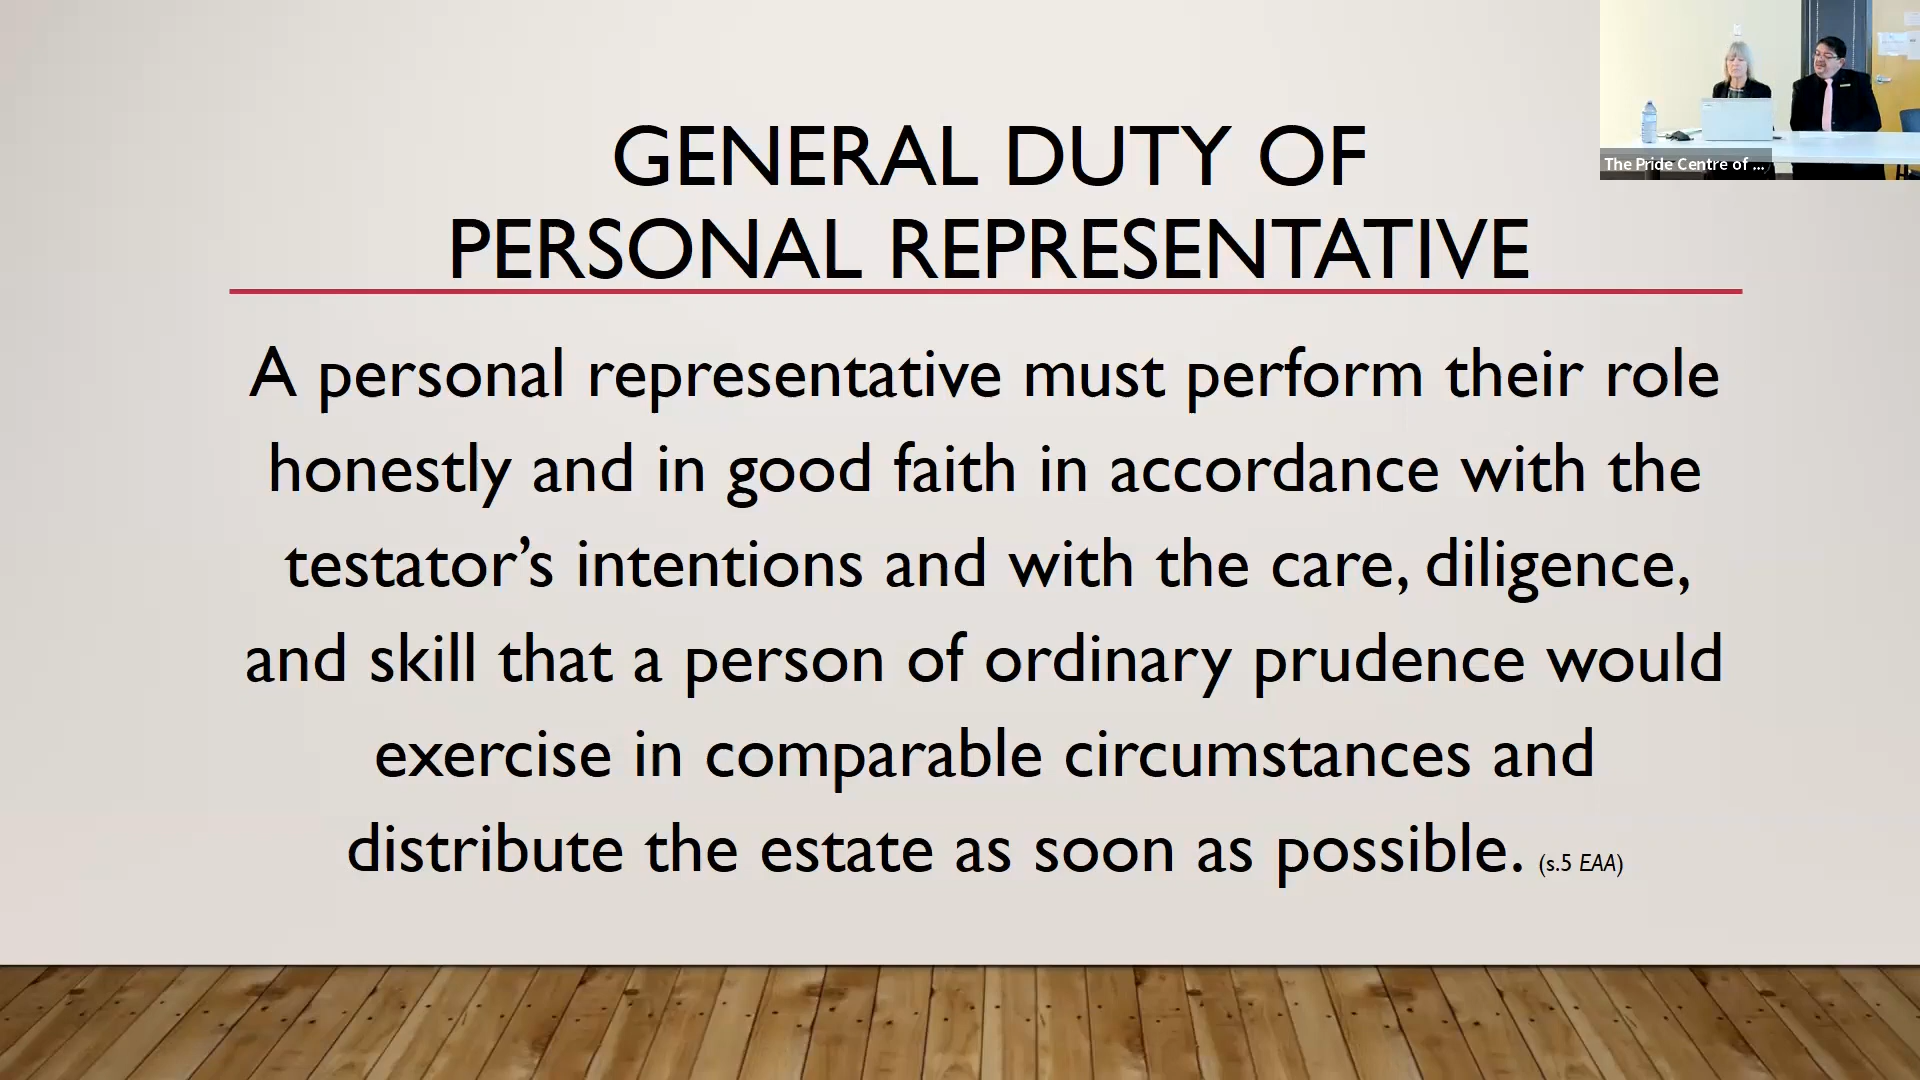 GENERAL DUTY OF
PERSONAL REPRESENTATIVE
A personal representative must perform their role
honestly and in good faith in accordance with the
testator’s intentions and with the care, diligence,
and skill that a person of ordinary prudence would
exercise in comparable circumstances and
distribute the estate as soon as possible. (s.5 EAA)
The Pride Centre of ...